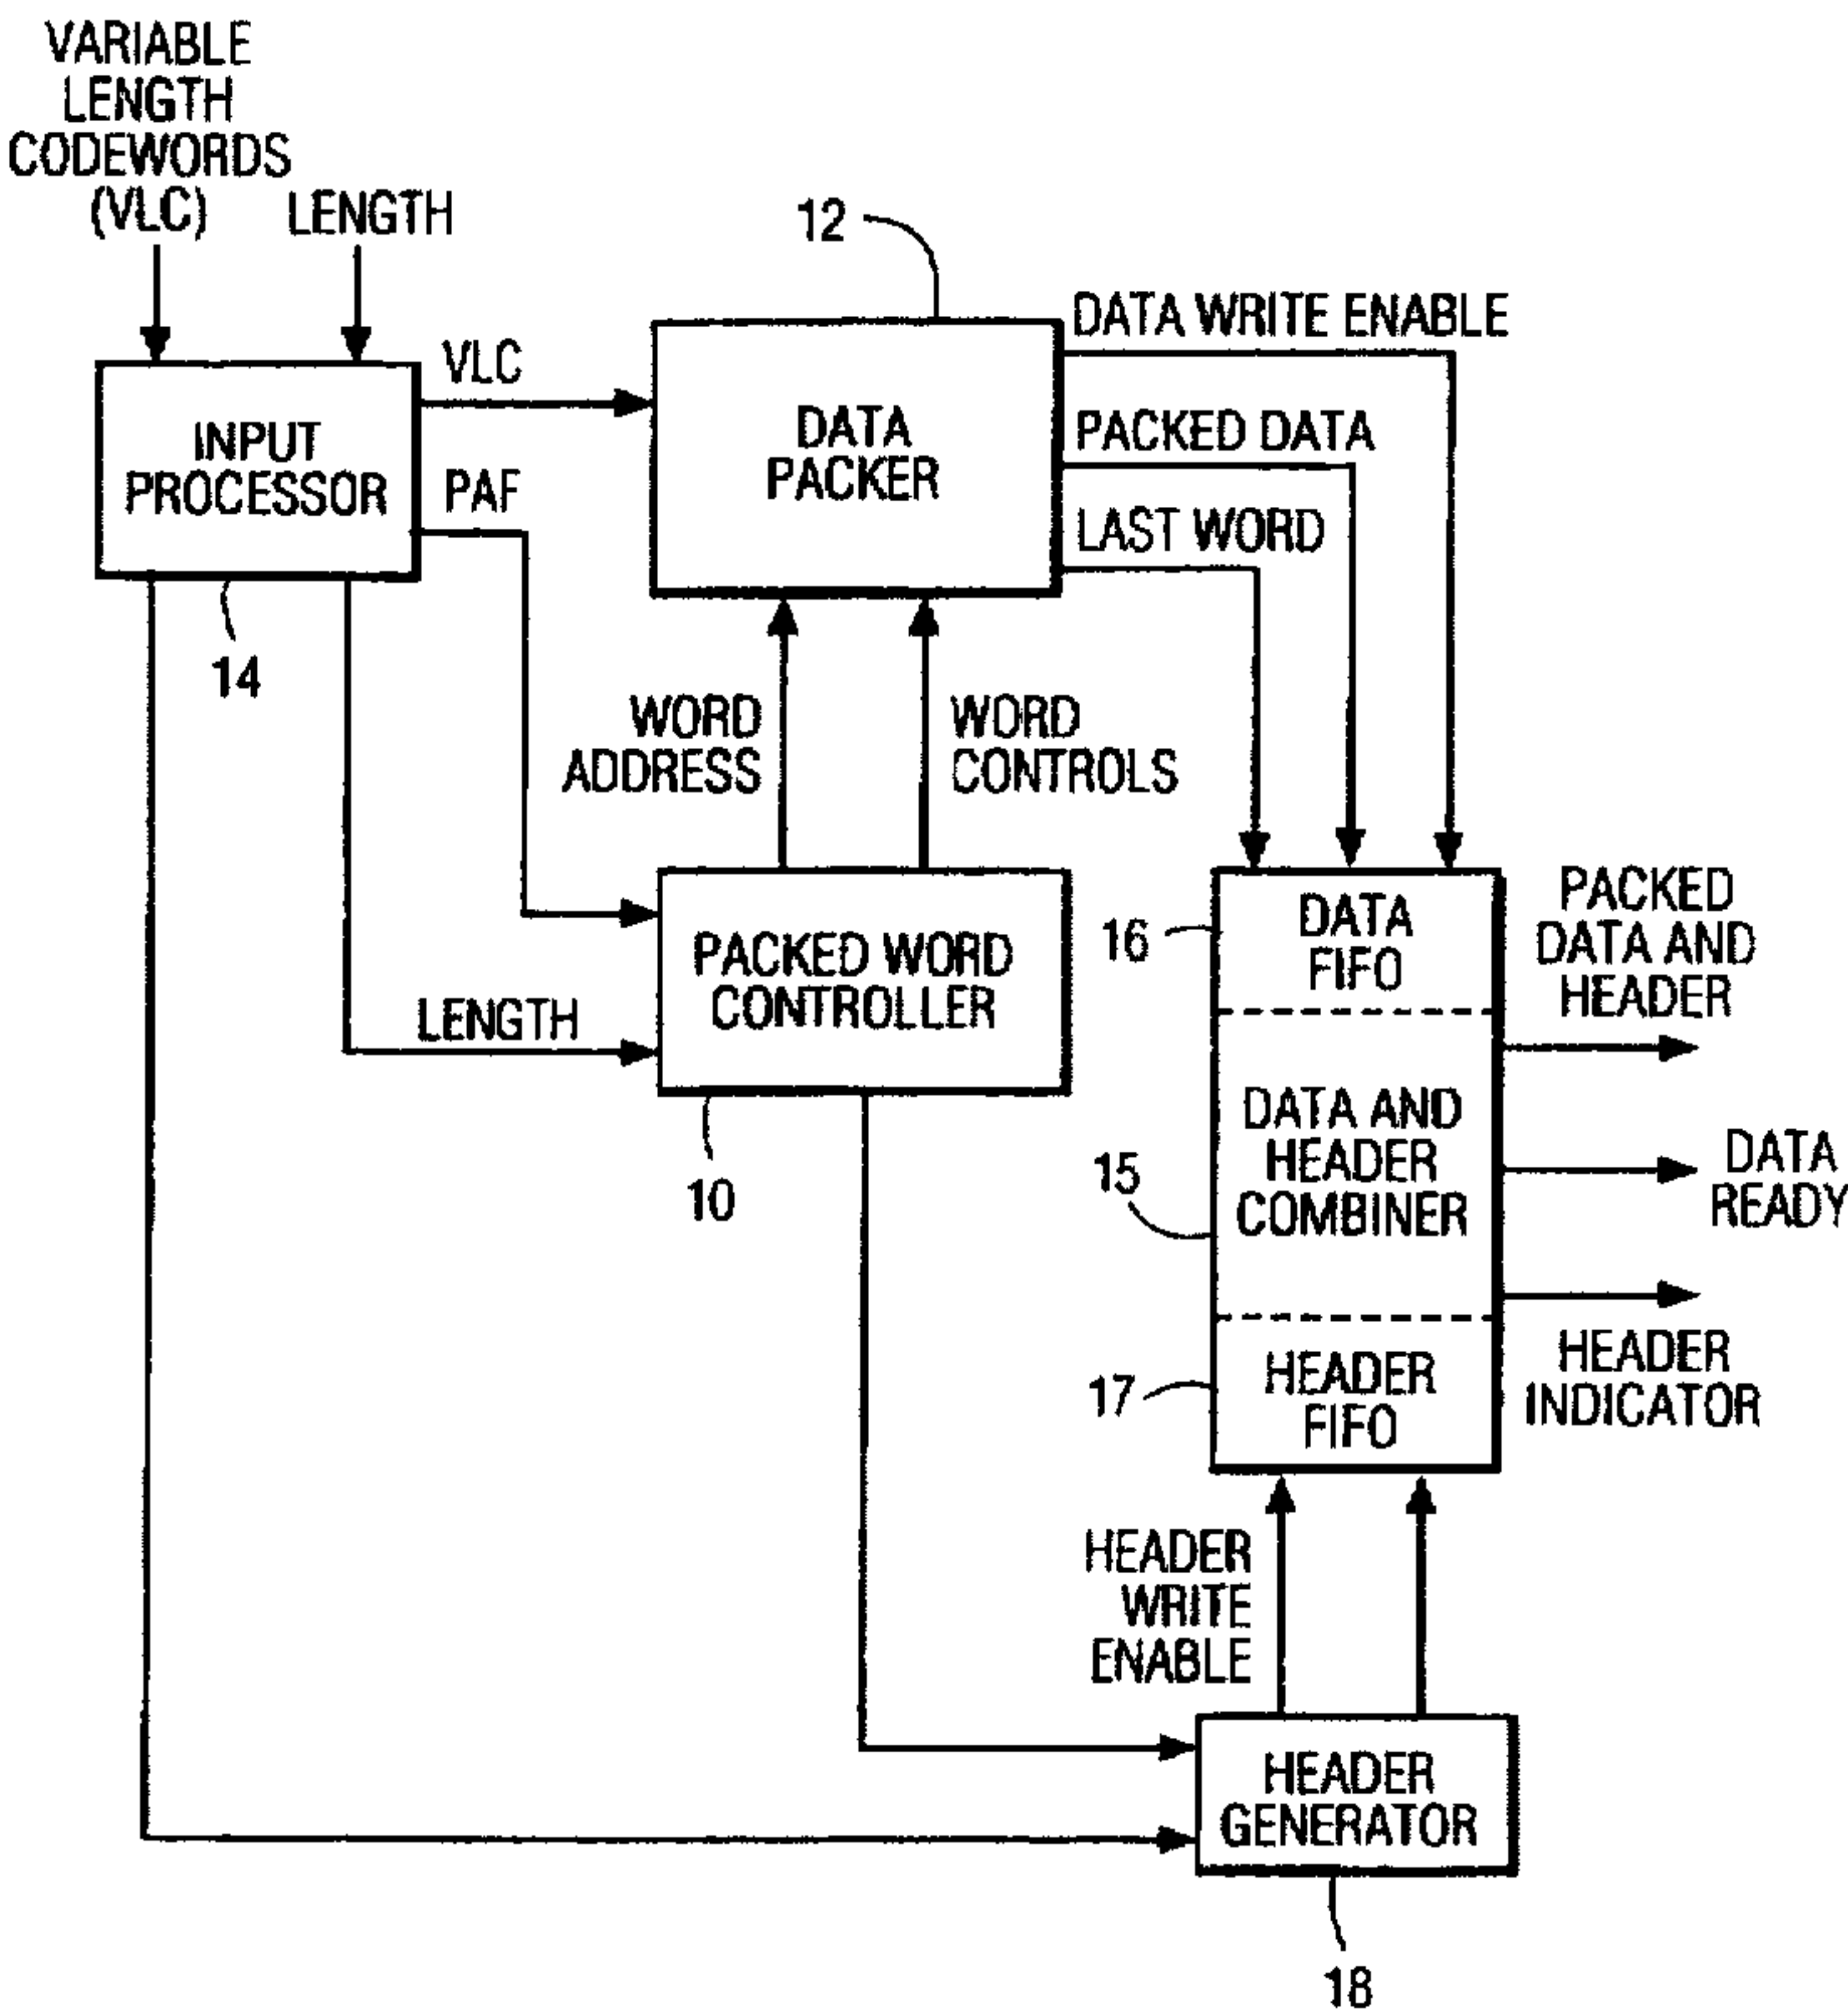 VARIABLE
LENGTH
CODEWORDS
(VLC)
LENGTH
12
DATA WRITE ENABLE
VLC
INPUT
PROCESSOR
DATA
PACKER
PACKED DATA
PAF
LAST WORD
14
WORD
ADDRESS
WORD
CONTROLS
PACKED WORD
CONTROLLER
LENGTH
10
16
DATA
FIFO
PACKED
DATA AND
HEADER
15
DATA AND
HEADER
COMBINER
DATA
READY
17
HEADER
FIFO
HEADER
INDICATOR
HEADER
WRITE
ENABLE
HEADER
GENERATOR
18